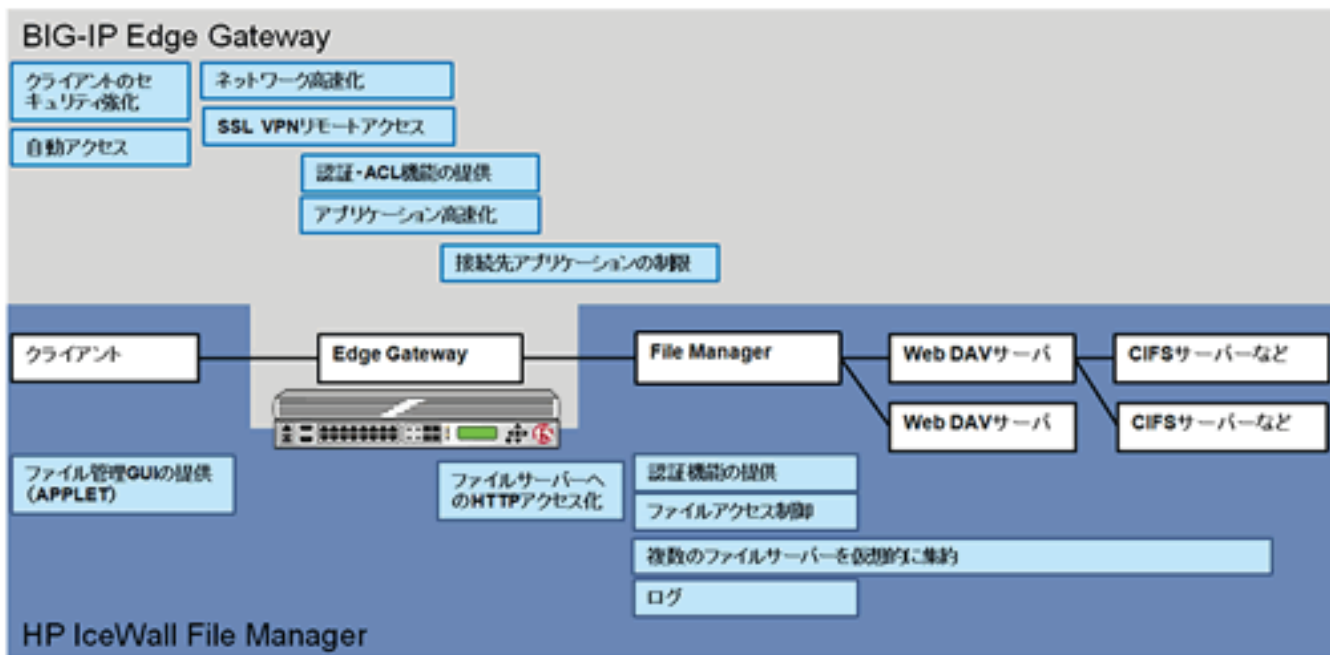 BIG-IP Edge Gateway
クライアントのセ
キュリティ強化
ネットワーク高速化
自動アクセス
SSL VPNリモートアクセス
認証・ACL機能の提供
アプリケーション高速化
接続先アプリケーションの制限
クライアント
Edge Gateway
File Manager
Web DAVサーバ
CIFSサーバーなど
Web DAVサーバ
CIFSサーバーなど
ファイル管理GUIの提供
(APPLET)
ファイルサーバーへ
のHTTPアクセス化
認証機能の提供
ファイルアクセス制御
複数のファイルサーバーを仮想的に集約
ログ
HP IceWall File Manager